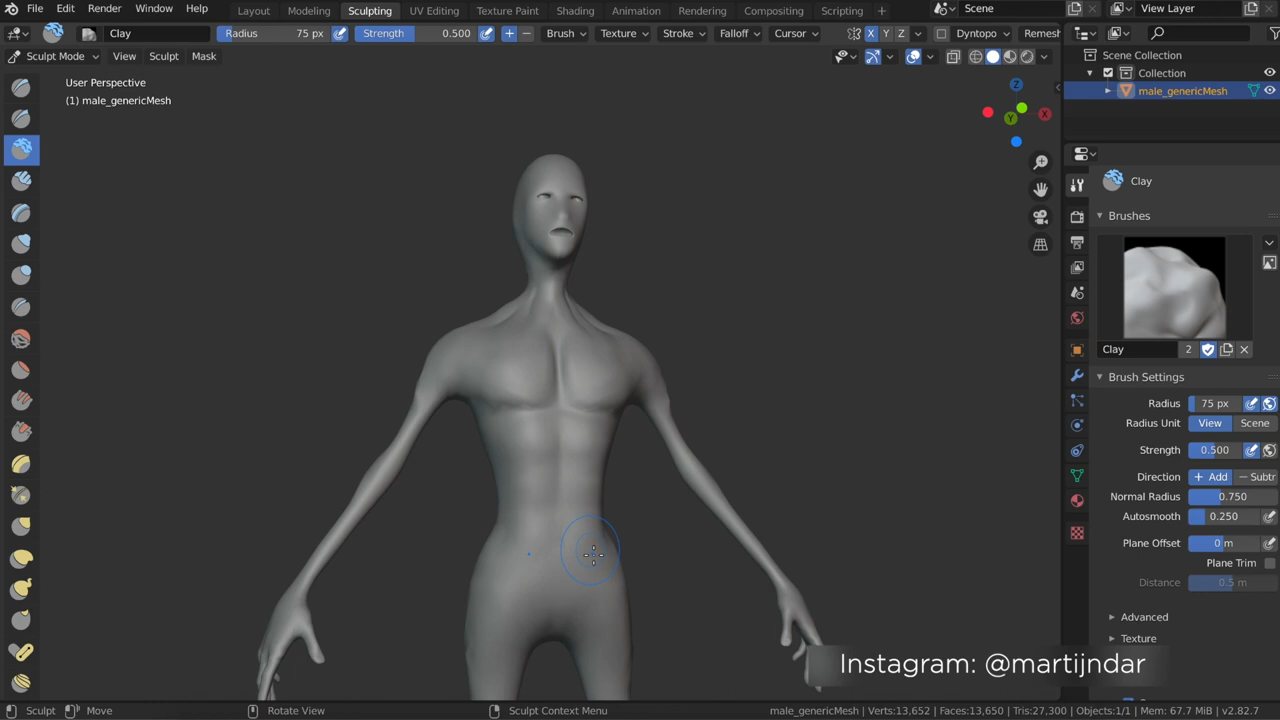 File Edit Render Window Help Layout Modeling Sculpting UV Editing Texture Paint Shading Animation Rendering Compositing Scripting + Scene View Layer
Clay Radius 75 px Strength 0.500 + − Brush Texture Stroke Falloff Cursor X Y Z Dyntopo Remesh
Sculpt Mode View Sculpt Mask
User Perspective
(1) male_genericMesh
Z
Y
X
Scene Collection
Collection
male_genericMesh
Clay
Brushes
Clay 2
Brush Settings
Radius 75 px
Radius Unit View Scene
Strength 0.500
Direction + Add − Subtr
Normal Radius 0.750
Autosmooth 0.250
Plane Offset 0 m
Plane Trim
Distance 0.5 m
Advanced
Texture
Instagram: @martijndar
Sculpt Move Rotate View Sculpt Context Menu male_genericMesh | Verts:13,652 | Faces:13,650 | Tris:27,300 | Objects:1/1 | Mem: 67.7 MiB | v2.82.7